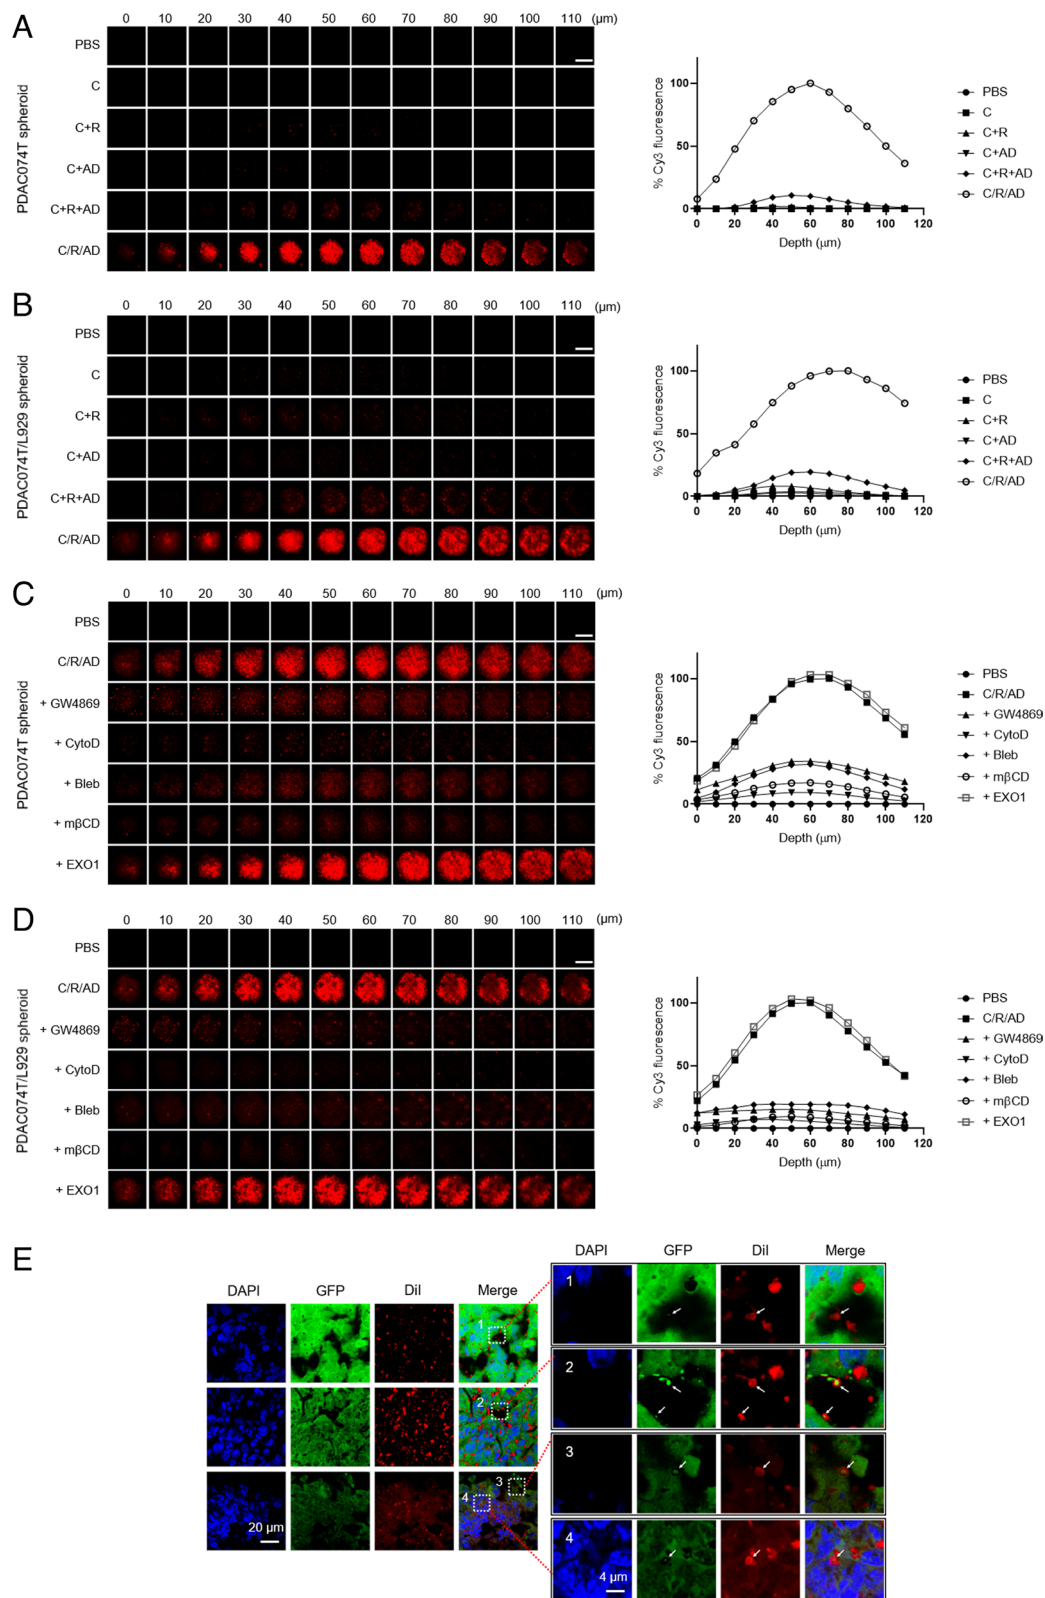 A
0 10 20 30 40 50 60 70 80 90 100 110 (µm)
PDAC074T spheroid
PBS
C
C+R
C+AD
C+R+AD
C/R/AD
% Cy3 fluorescence
100
50
0
0 20 40 60 80 100 120
Depth (µm)
PBS
C
C+R
C+AD
C+R+AD
C/R/AD
B
0 10 20 30 40 50 60 70 80 90 100 110 (µm)
PDAC074T/L929 spheroid
PBS
C
C+R
C+AD
C+R+AD
C/R/AD
% Cy3 fluorescence
100
50
0
0 20 40 60 80 100 120
Depth (µm)
PBS
C
C+R
C+AD
C+R+AD
C/R/AD
C
0 10 20 30 40 50 60 70 80 90 100 110 (µm)
PDAC074T spheroid
PBS
C/R/AD
+ GW4869
+ CytoD
+ Bleb
+ mβCD
+ EXO1
% Cy3 fluorescence
100
50
0
0 20 40 60 80 100 120
Depth (µm)
PBS
C/R/AD
+ GW4869
+ CytoD
+ Bleb
+ mβCD
+ EXO1
D
0 10 20 30 40 50 60 70 80 90 100 110 (µm)
PDAC074T/L929 spheroid
PBS
C/R/AD
+ GW4869
+ CytoD
+ Bleb
+ mβCD
+ EXO1
% Cy3 fluorescence
100
50
0
0 20 40 60 80 100 120
Depth (µm)
PBS
C/R/AD
+ GW4869
+ CytoD
+ Bleb
+ mβCD
+ EXO1
E
DAPI GFP DiI Merge
1
2
3
4
20 µm
DAPI GFP DiI Merge
1
2
3
4
4 µm